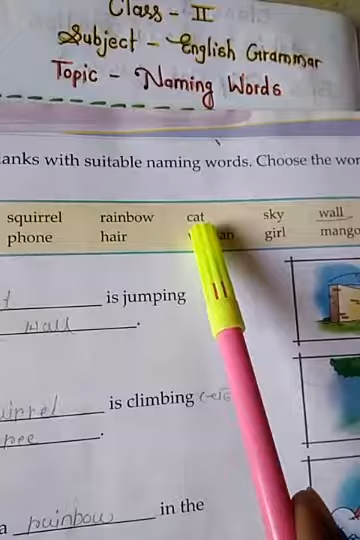 Class - II
Subject - English Grammar
Topic - Naming Words
lanks with suitable naming words. Choose the wor
squirrel rainbow cat sky wall
phone hair girl mango
is jumping
wall .
is climbing
.
a rainbow in the